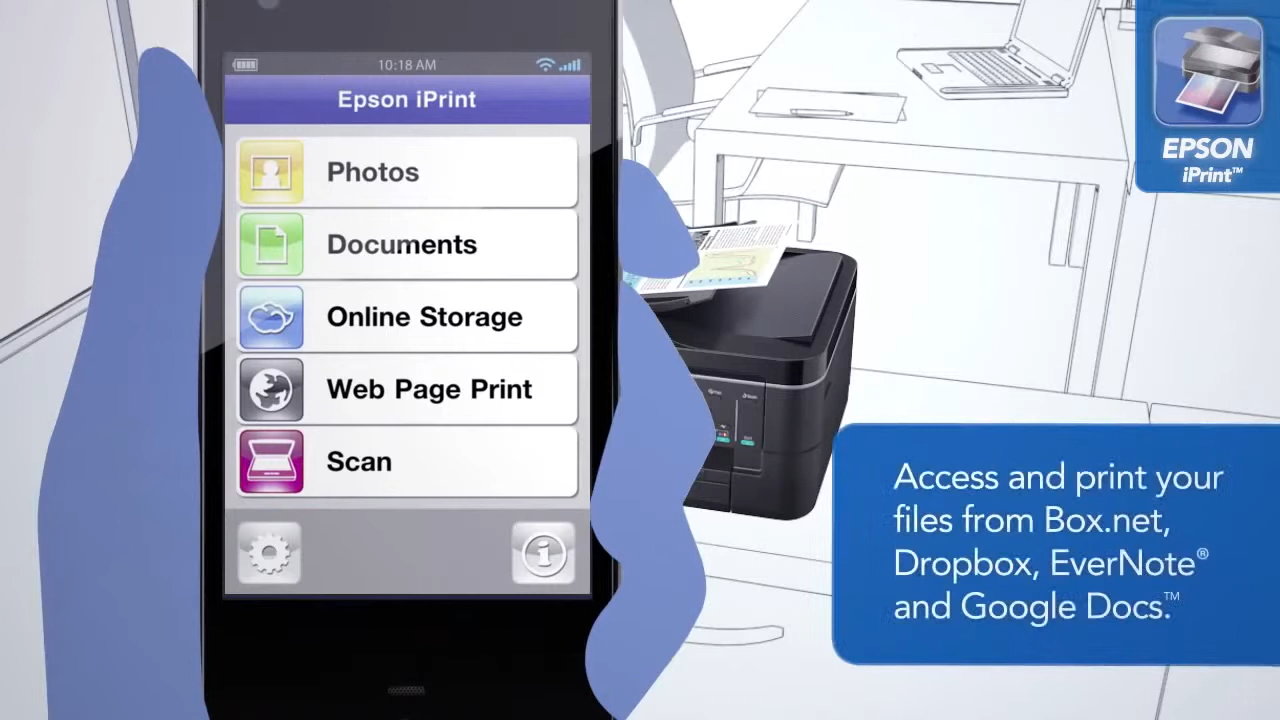 10:18 AM
Epson iPrint
Photos
Documents
Online Storage
Web Page Print
Scan
EPSON
iPrint™
Access and print your
files from Box.net,
Dropbox, EverNote®
and Google Docs.™